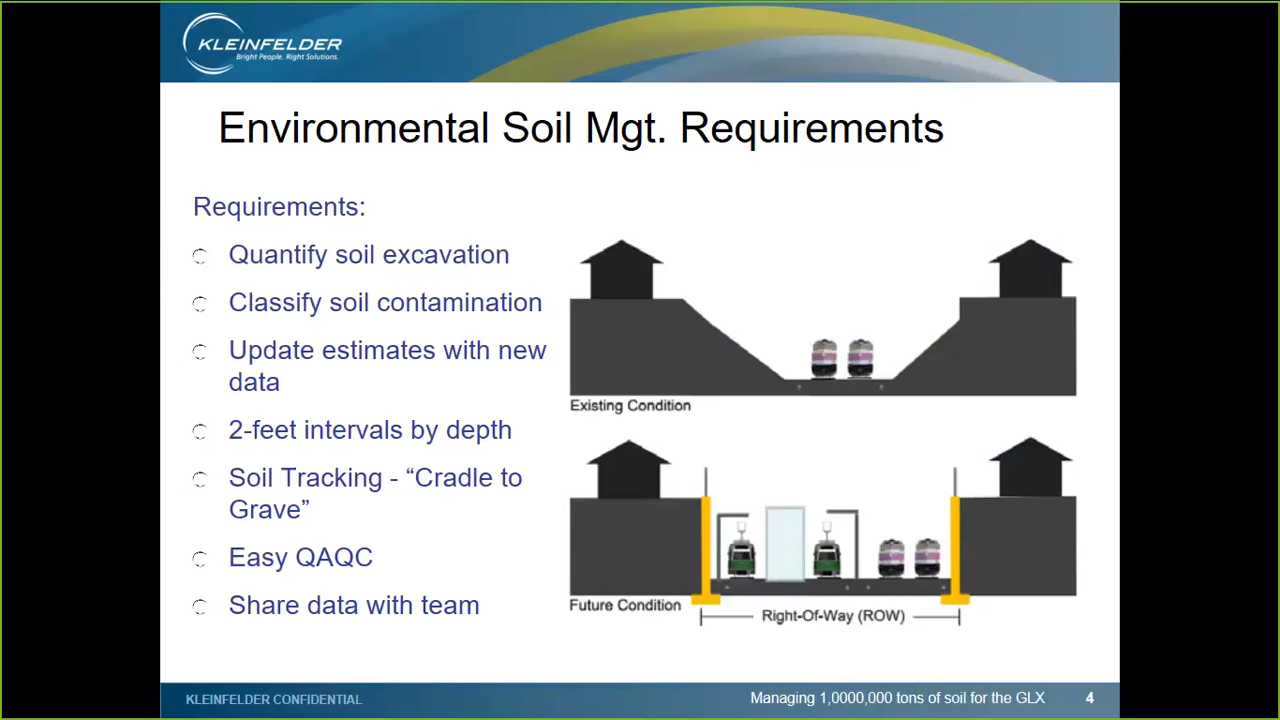 KLEINFELDER
Bright People. Right Solutions.
Environmental Soil Mgt. Requirements
Requirements:
Quantify soil excavation
Classify soil contamination
Update estimates with new
data
2-feet intervals by depth
Soil Tracking - “Cradle to
Grave”
Easy QAQC
Share data with team
Existing Condition
Future Condition
Right-Of-Way (ROW)
KLEINFELDER CONFIDENTIAL
Managing 1,0000,000 tons of soil for the GLX
4